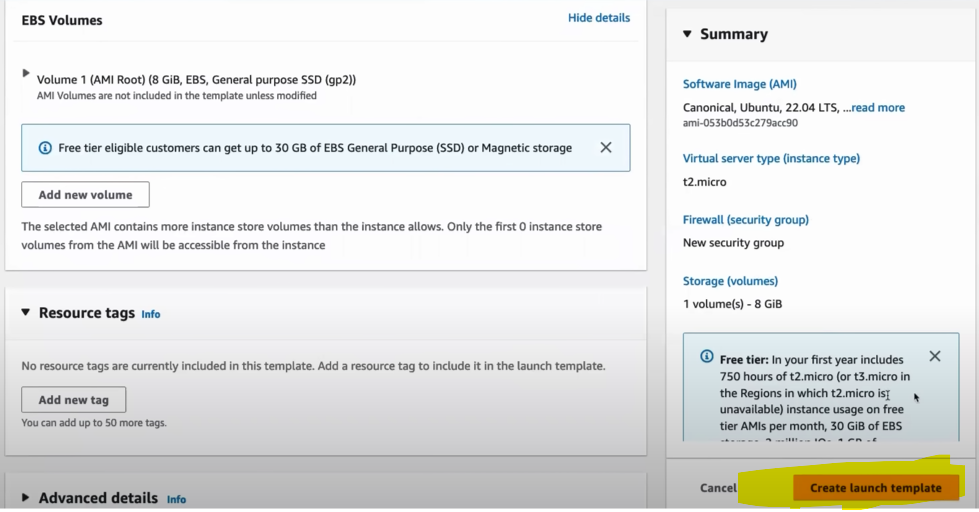 EBS Volumes
Hide details
Volume 1 (AMI Root) (8 GiB, EBS, General purpose SSD (gp2))
AMI Volumes are not included in the template unless modified
Free tier eligible customers can get up to 30 GB of EBS General Purpose (SSD) or Magnetic storage
Add new volume
The selected AMI contains more instance store volumes than the instance allows. Only the first 0 instance store
volumes from the AMI will be accessible from the instance
Resource tags Info
No resource tags are currently included in this template. Add a resource tag to include it in the launch template.
Add new tag
You can add up to 50 more tags.
Advanced details Info
Summary
Software Image (AMI)
Canonical, Ubuntu, 22.04 LTS, ...read more
ami-053b0d53c279acc90
Virtual server type (instance type)
t2.micro
Firewall (security group)
New security group
Storage (volumes)
1 volume(s) - 8 GiB
Free tier: In your first year includes
750 hours of t2.micro (or t3.micro in
the Regions in which t2.micro is
unavailable) instance usage on free
tier AMIs per month, 30 GiB of EBS
storage, 2 million IOs, 1 GB of
Cancel
Create launch template